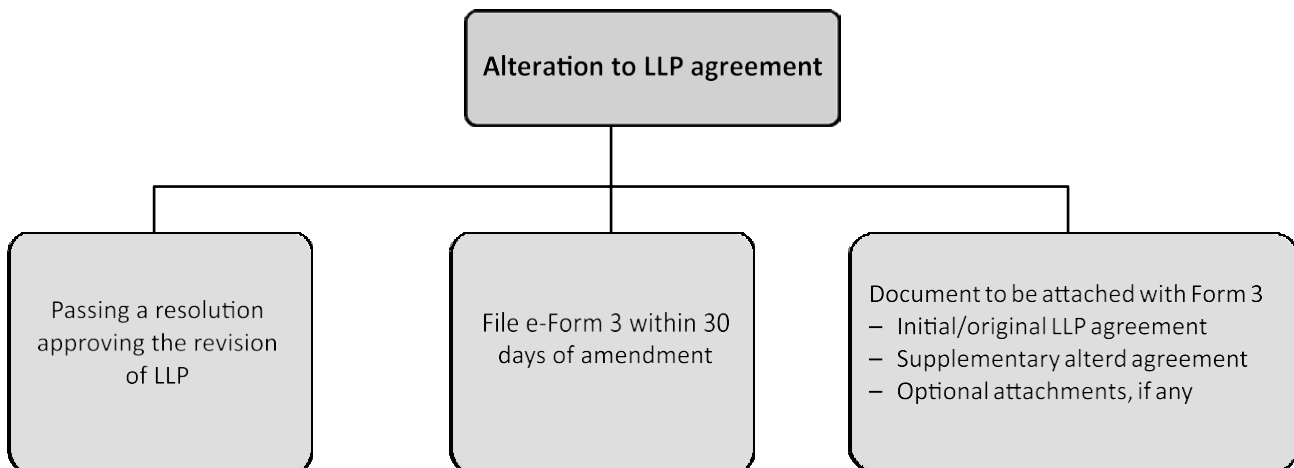 Alteration to LLP agreement
Passing a resolution
approving the revision
of LLP
File e-Form 3 within 30
days of amendment
Document to be attached with Form 3
– Initial/original LLP agreement
– Supplementary alterd agreement
– Optional attachments, if any